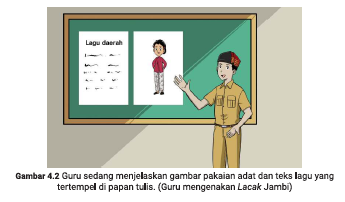 Lagu daerah
Gambar 4.2 Guru sedang menjelaskan gambar pakaian adat dan teks lagu yang
tertempel di papan tulis. (Guru mengenakan Lacak Jambi)